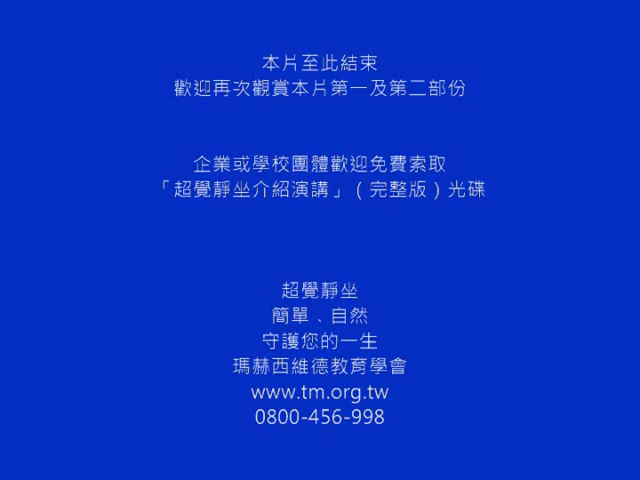 本片至此結束
歡迎再次觀賞本片第一及第二部份
企業或學校團體歡迎免費索取
「超覺靜坐介紹演講」（完整版）光碟
超覺靜坐
簡單﹑自然
守護您的一生
瑪赫西維德教育學會
www.tm.org.tw
0800-456-998